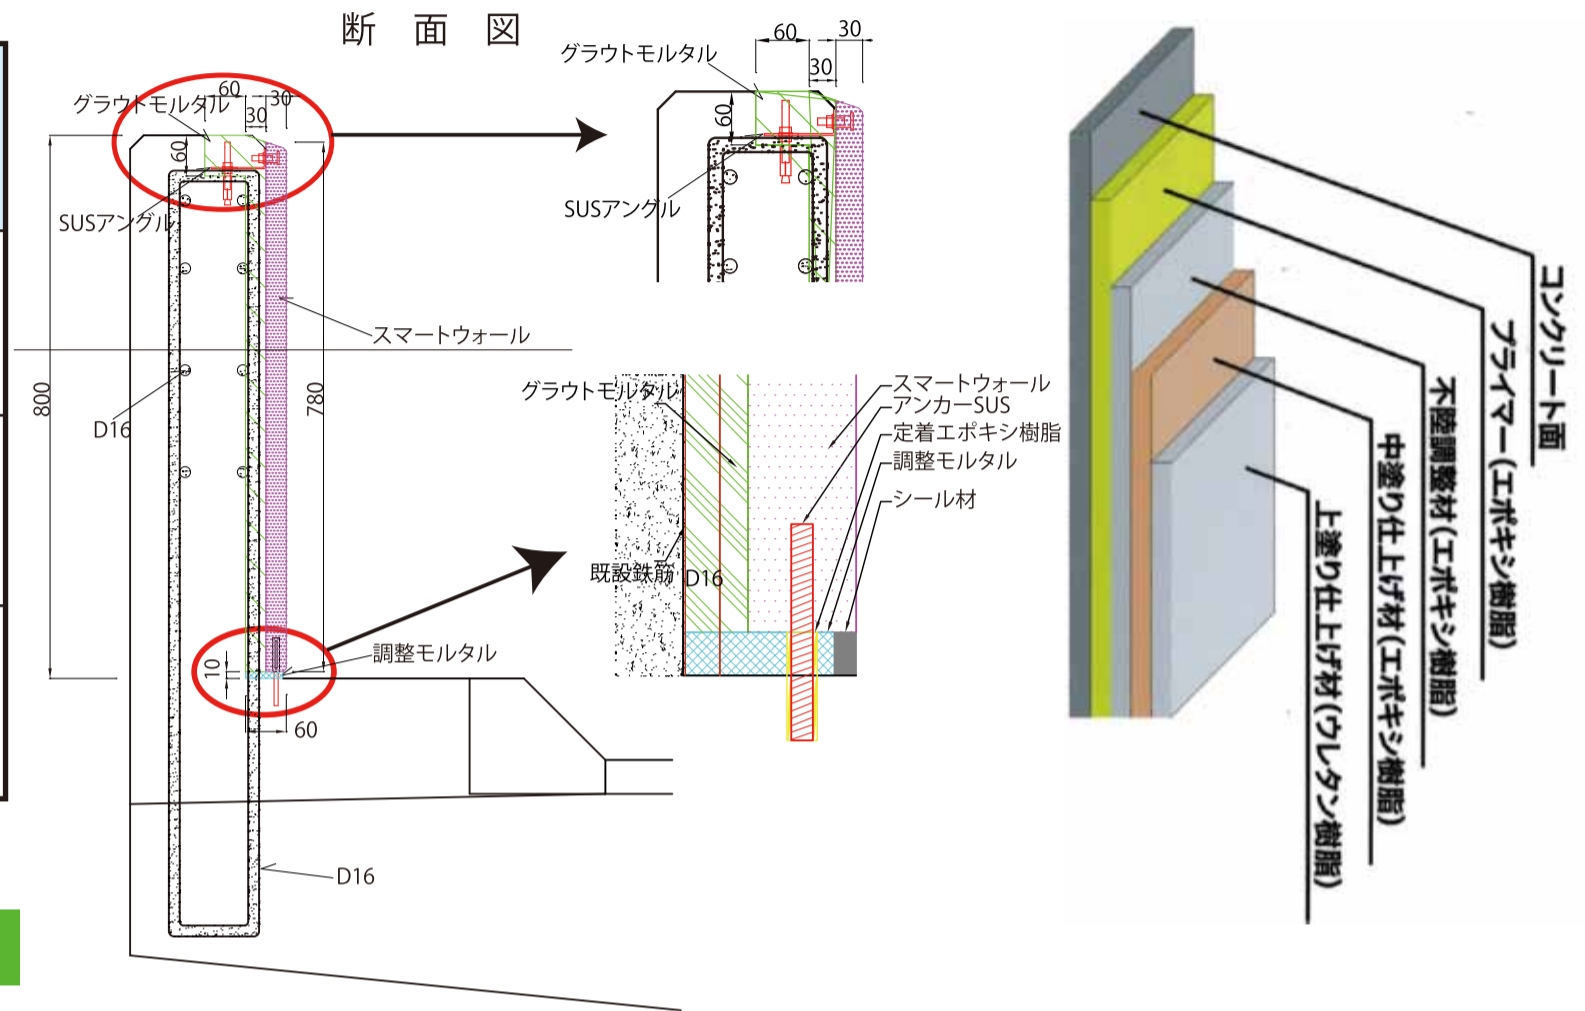 断面図
グラウトモルタル
60
30
30
60
SUSアングル
スマートウォール
800
780
D16
調整モルタル
10
60
D16
グラウトモルタル
60
30
30
60
SUSアングル
グラウトモルタル
スマートウォール
アンカーSUS
定着エポキシ樹脂
調整モルタル
シール材
既設鉄筋 D16
コンクリート面
プライマー(エポキシ樹脂)
不陸調整材(エポキシ樹脂)
中塗り仕上げ材(エポキシ樹脂)
上塗り仕上げ材(ウレタン樹脂)